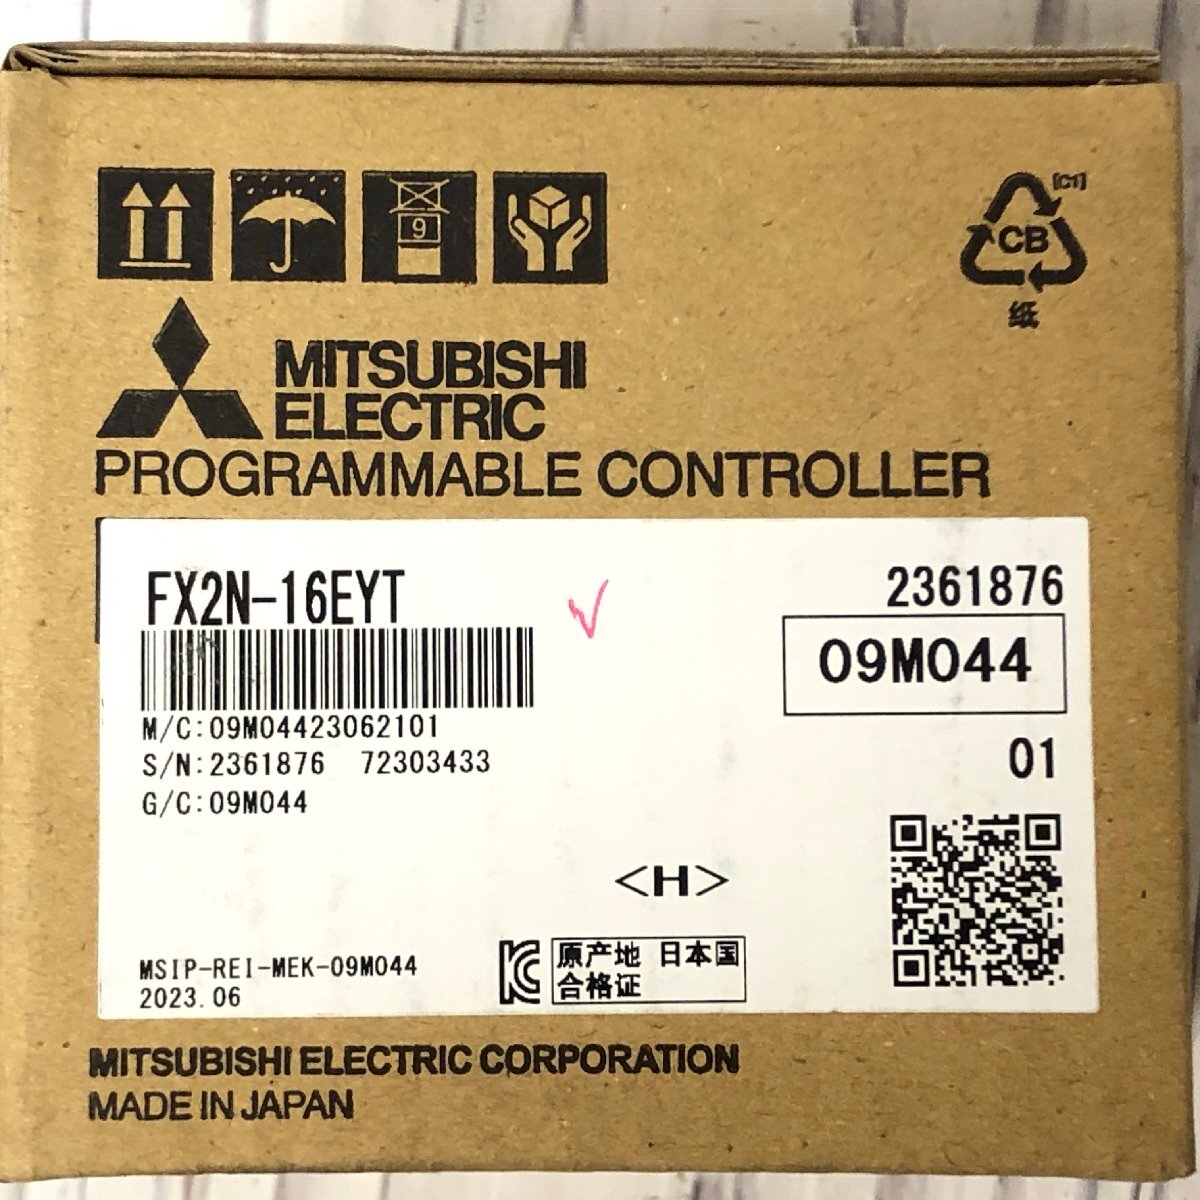 9
[C1]
CB
纸
MITSUBISHI
ELECTRIC
PROGRAMMABLE CONTROLLER
FX2N-16EYT
2361876
09M044
M/C:09M04423062101
S/N:2361876 72303433
01
G/C:09M044
<H>
MSIP-REI-MEK-09M044
2023.06
原产地 日本国
合格证
MITSUBISHI ELECTRIC CORPORATION
MADE IN JAPAN